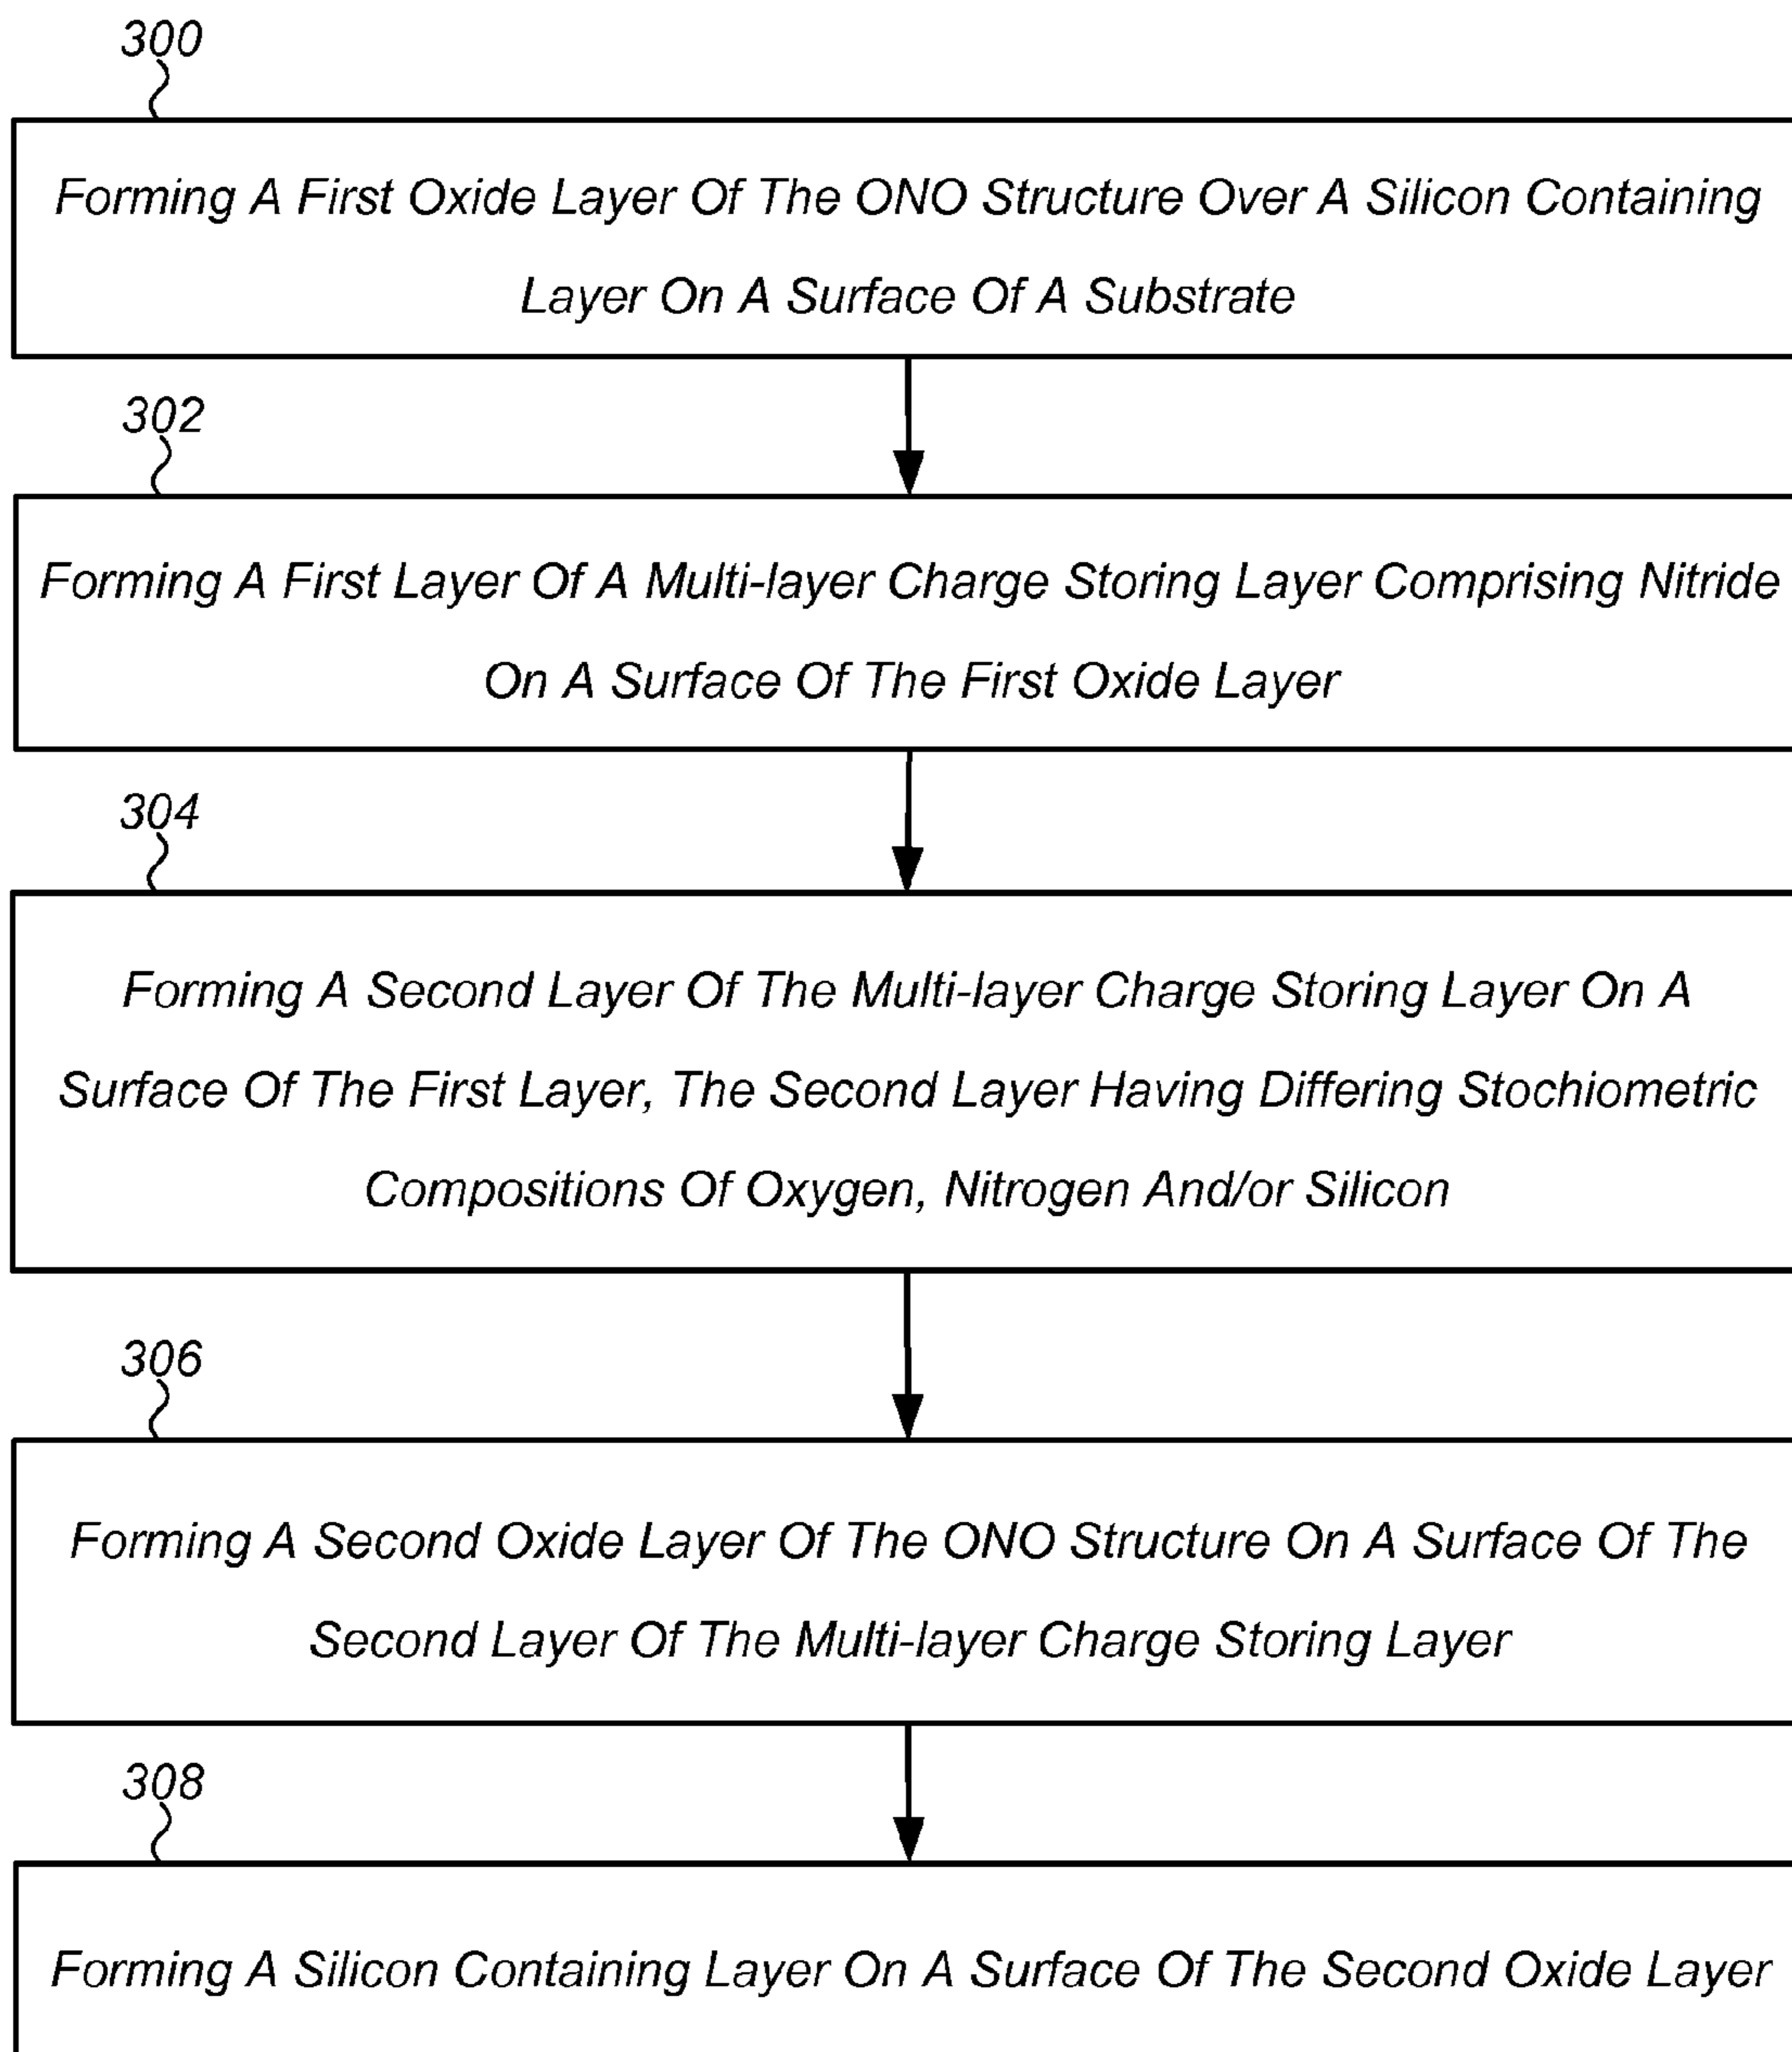 300
Forming A First Oxide Layer Of The ONO Structure Over A Silicon Containing
Layer On A Surface Of A Substrate
302
Forming A First Layer Of A Multi-layer Charge Storing Layer Comprising Nitride
On A Surface Of The First Oxide Layer
304
Forming A Second Layer Of The Multi-layer Charge Storing Layer On A
Surface Of The First Layer, The Second Layer Having Differing Stochiometric
Compositions Of Oxygen, Nitrogen And/or Silicon
306
Forming A Second Oxide Layer Of The ONO Structure On A Surface Of The
Second Layer Of The Multi-layer Charge Storing Layer
308
Forming A Silicon Containing Layer On A Surface Of The Second Oxide Layer